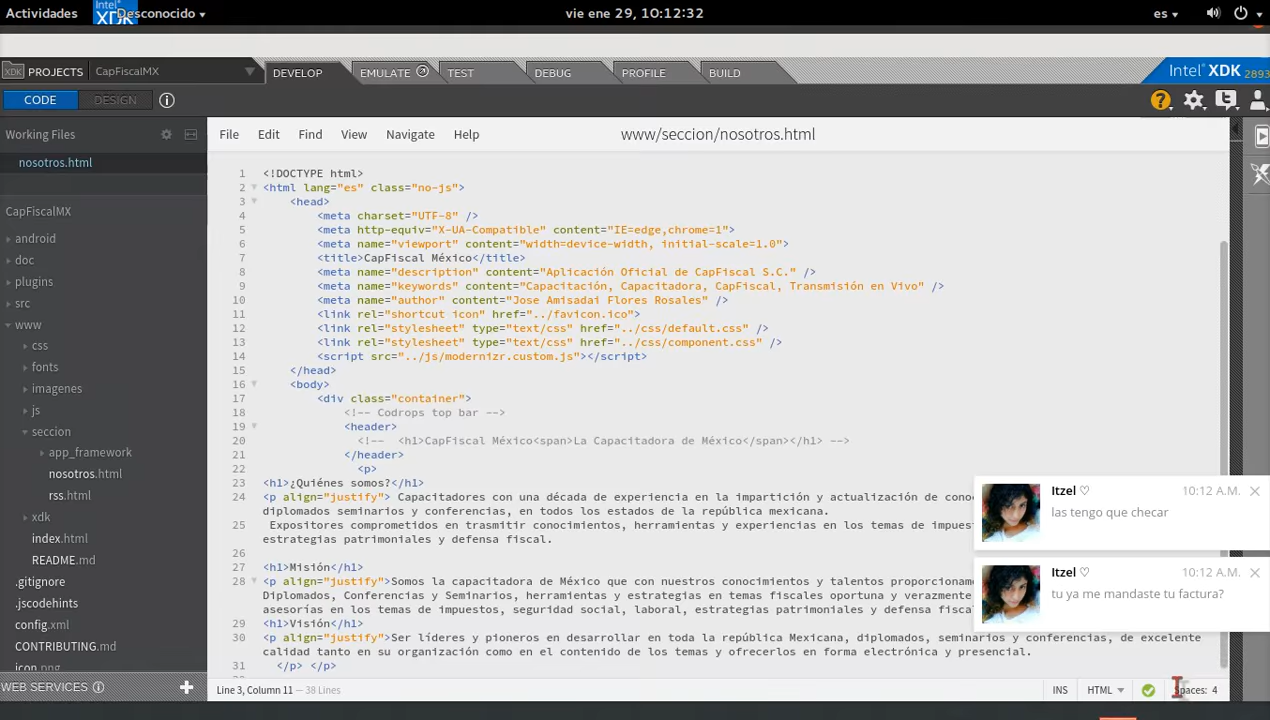 Actividades Desconocido vie ene 29, 10:12:32 es
XDK PROJECTS CapFiscalMX DEVELOP EMULATE TEST DEBUG PROFILE BUILD Intel XDK 2893
CODE DESIGN
Working Files
nosotros.html
CapFiscalMX
android
doc
plugins
src
www
css
fonts
imagenes
js
seccion
app_framework
nosotros.html
rss.html
xdk
index.html
README.md
.gitignore
.jscodehints
config.xml
CONTRIBUTING.md
icon.png
WEB SERVICES
File Edit Find View Navigate Help www/seccion/nosotros.html
1 <!DOCTYPE html>
2 <html lang="es" class="no-js">
3 <head>
4 <meta charset="UTF-8" />
5 <meta http-equiv="X-UA-Compatible" content="IE=edge,chrome=1">
6 <meta name="viewport" content="width=device-width, initial-scale=1.0">
7 <title>CapFiscal México</title>
8 <meta name="description" content="Aplicación Oficial de CapFiscal S.C." />
9 <meta name="keywords" content="Capacitación, Capacitadora, CapFiscal, Transmisión en Vivo" />
10 <meta name="author" content="Jose Amisadai Flores Rosales" />
11 <link rel="shortcut icon" href="../favicon.ico">
12 <link rel="stylesheet" type="text/css" href="../css/default.css" />
13 <link rel="stylesheet" type="text/css" href="../css/component.css" />
14 <script src="../js/modernizr.custom.js"></script>
15 </head>
16 <body>
17 <div class="container">
18 <!-- Codrops top bar -->
19 <header>
20 <!-- <h1>CapFiscal México<span>La Capacitadora de México</span></h1> -->
21 </header>
22 <p>
23 <h1>¿Quiénes somos?</h1>
24 <p align="justify"> Capacitadores con una década de experiencia en la impartición y actualización de
diplomados seminarios y conferencias, en todos los estados de la república mexicana.
25 Expositores comprometidos en trasmitir conocimientos, herramientas y experiencias en los temas de
estrategias patrimoniales y defensa fiscal.
26
27 <h1>Misión</h1>
28 <p align="justify">Somos la capacitadora de México que con nuestros conocimientos y talentos
Diplomados, Conferencias y Seminarios, herramientas y estrategias en temas fiscales oportuna y
asesorías en los temas de impuestos, seguridad social, laboral, estrategias patrimoniales y defensa
29 <h1>Visión</h1>
30 <p align="justify">Ser líderes y pioneros en desarrollar en toda la república Mexicana, diplomados, seminarios y conferencias, de excelente
calidad tanto en su organización como en el contenido de los temas y ofrecerlos en forma electrónica y presencial.
31 </p> </p>
Itzel ♡ 10:12 A.M.
las tengo que checar
Itzel ♡ 10:12 A.M.
tu ya me mandaste tu factura?
Line 3, Column 11 — 38 Lines INS HTML Spaces: 4